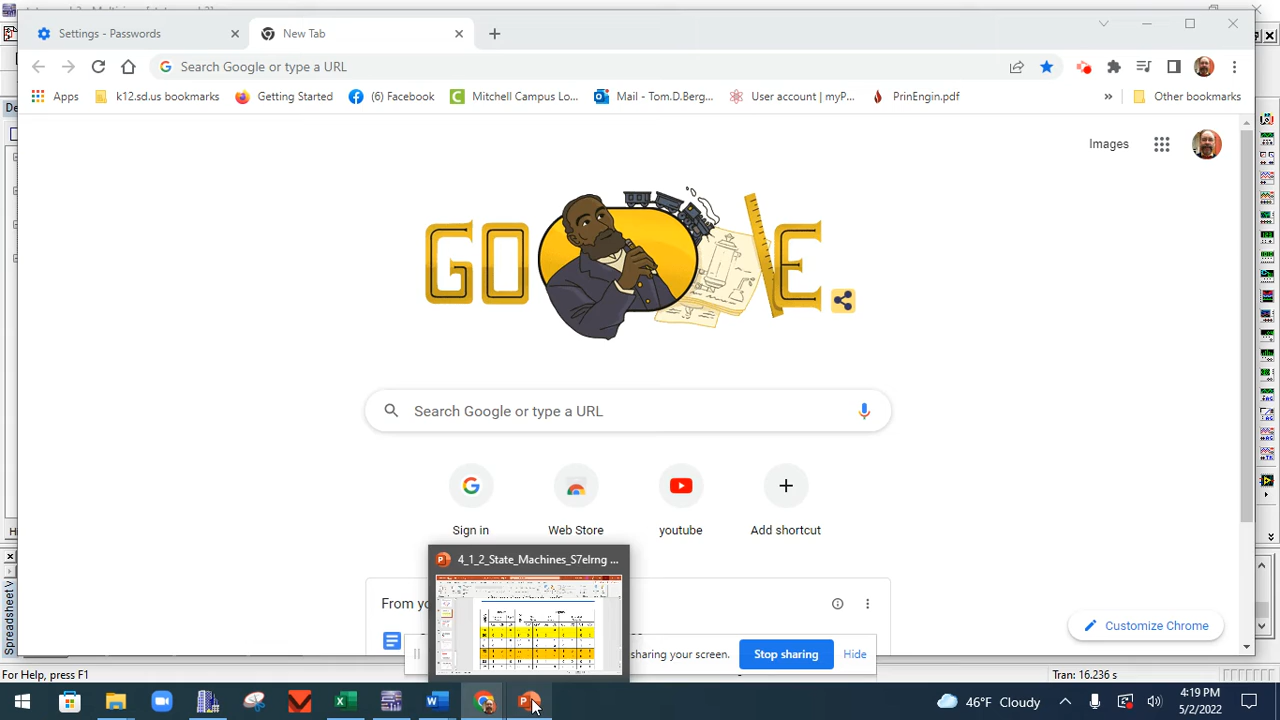 Settings - Passwords
New Tab
Search Google or type a URL
Apps
k12.sd.us bookmarks
Getting Started
(6) Facebook
Mitchell Campus Lo...
Mail - Tom.D.Berg...
User account | myP...
PrinEngin.pdf
»
Other bookmarks
De
Images
GO E
Search Google or type a URL
Sign in
Web Store
youtube
Add shortcut
4_1_2_State_Machines_S7elrng ...
From yo
sharing your screen.
Stop sharing
Hide
Customize Chrome
Spreadsheet V
For Help, press F1
Tran: 16.236 s
46°F Cloudy
4:19 PM
5/2/2022